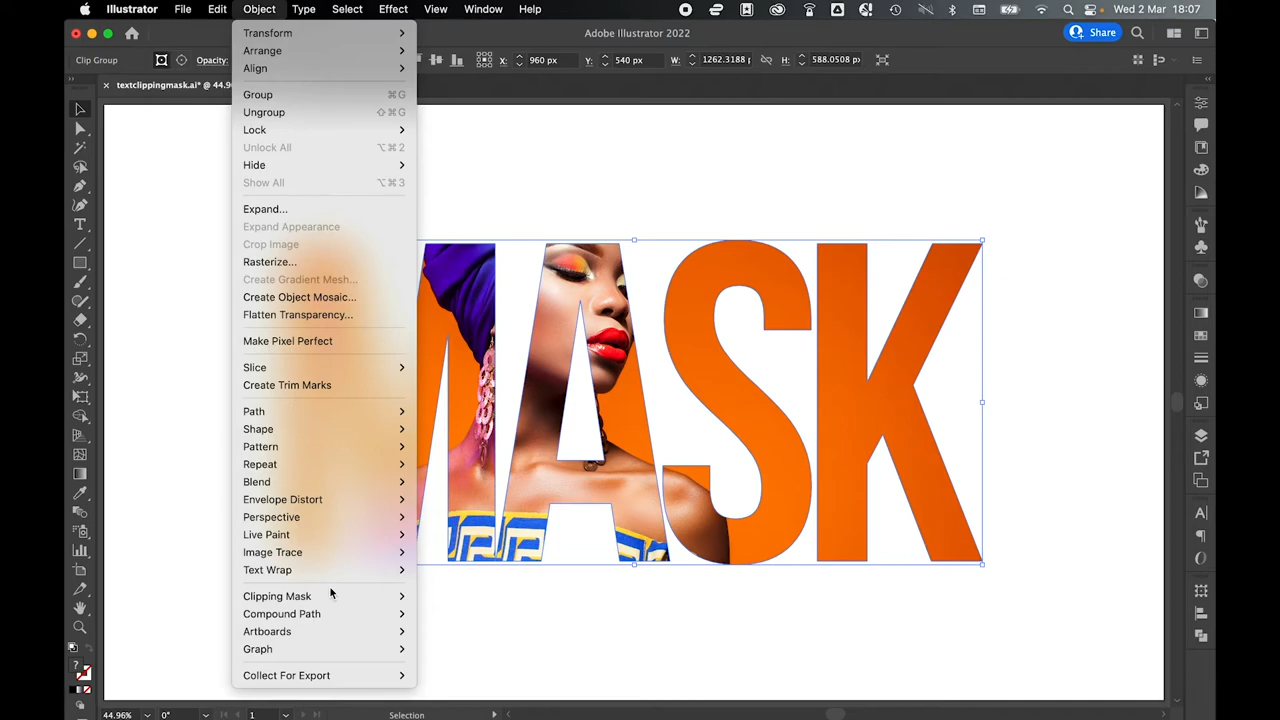 Illustrator File Edit Object Type Select Effect View Window Help Wed 2 Mar 18:07
Adobe Illustrator 2022 Share
Clip Group Opacity: X: 960 px Y: 540 px W: 1262.3188 p H: 588.0508 px
textclippingmask.ai* @ 44.9
Transform
Arrange
Align
Group ⌘G
Ungroup ⇧⌘G
Lock
Unlock All ⌥⌘2
Hide
Show All ⌥⌘3
Expand...
Expand Appearance
Crop Image
Rasterize...
Create Gradient Mesh...
Create Object Mosaic...
Flatten Transparency...
Make Pixel Perfect
Slice
Create Trim Marks
Path
Shape
Pattern
Repeat
Blend
Envelope Distort
Perspective
Live Paint
Image Trace
Text Wrap
Clipping Mask
Compound Path
Artboards
Graph
Collect For Export
MASK
44.96% 0° 1 Selection